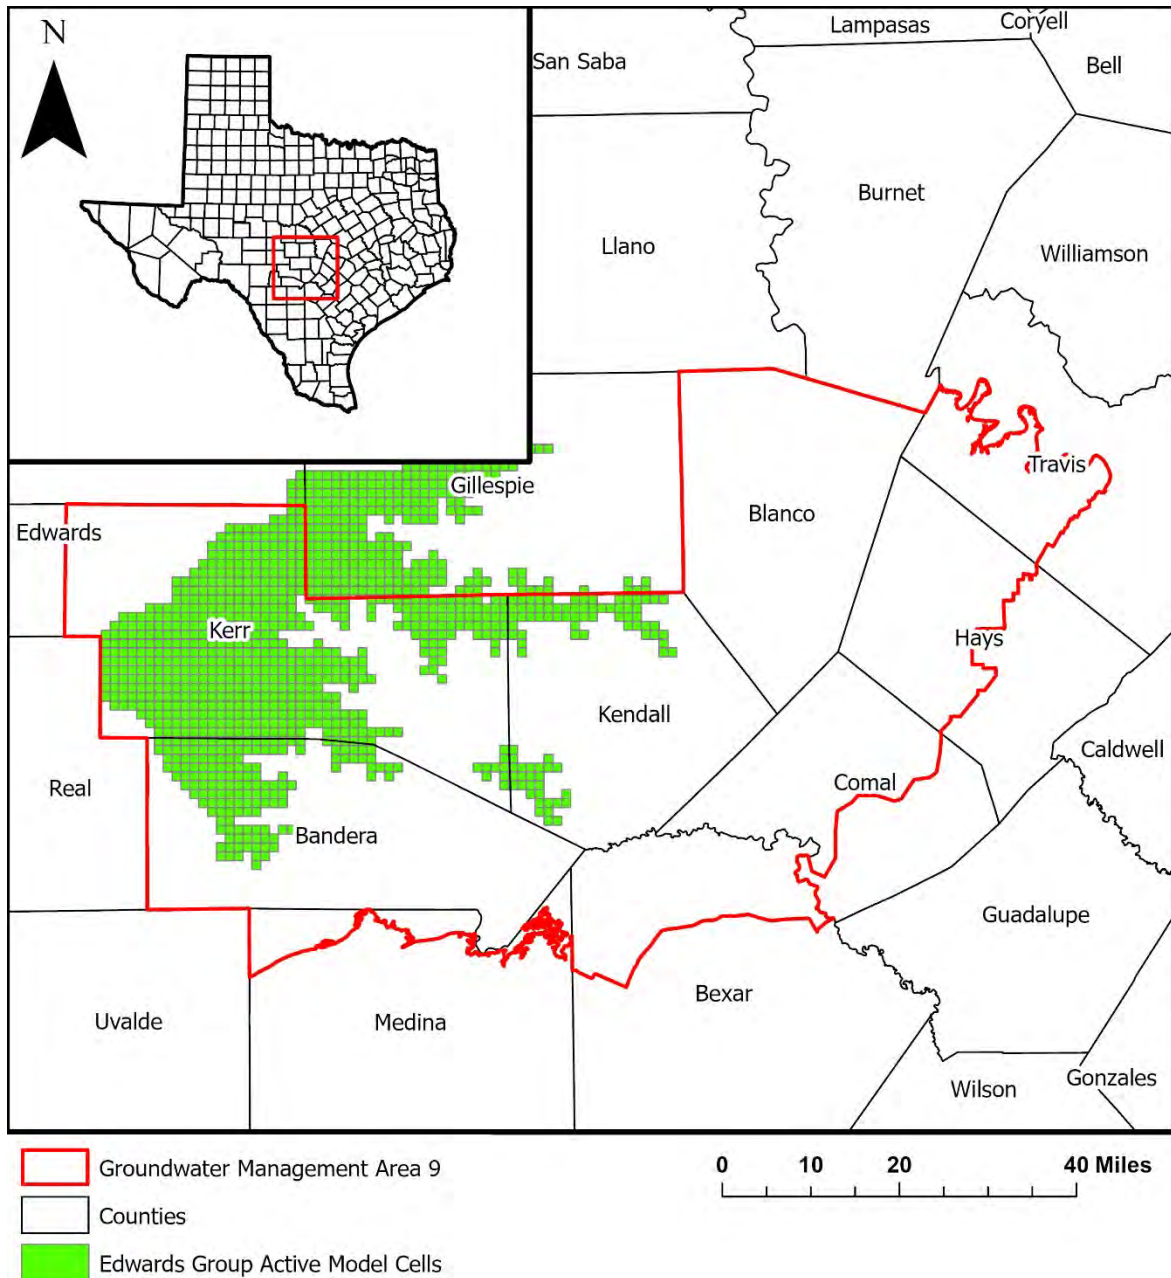 N
Lampasas
Coryell
San Saba
Bell
Burnet
Llano
Williamson
Travis
Gillespie
Blanco
Edwards
Kerr
Hays
Kendall
Caldwell
Real
Comal
Bandera
Guadalupe
Uvalde
Medina
Bexar
Wilson
Gonzales
Groundwater Management Area 9
Counties
Edwards Group Active Model Cells
0 10 20 40 Miles